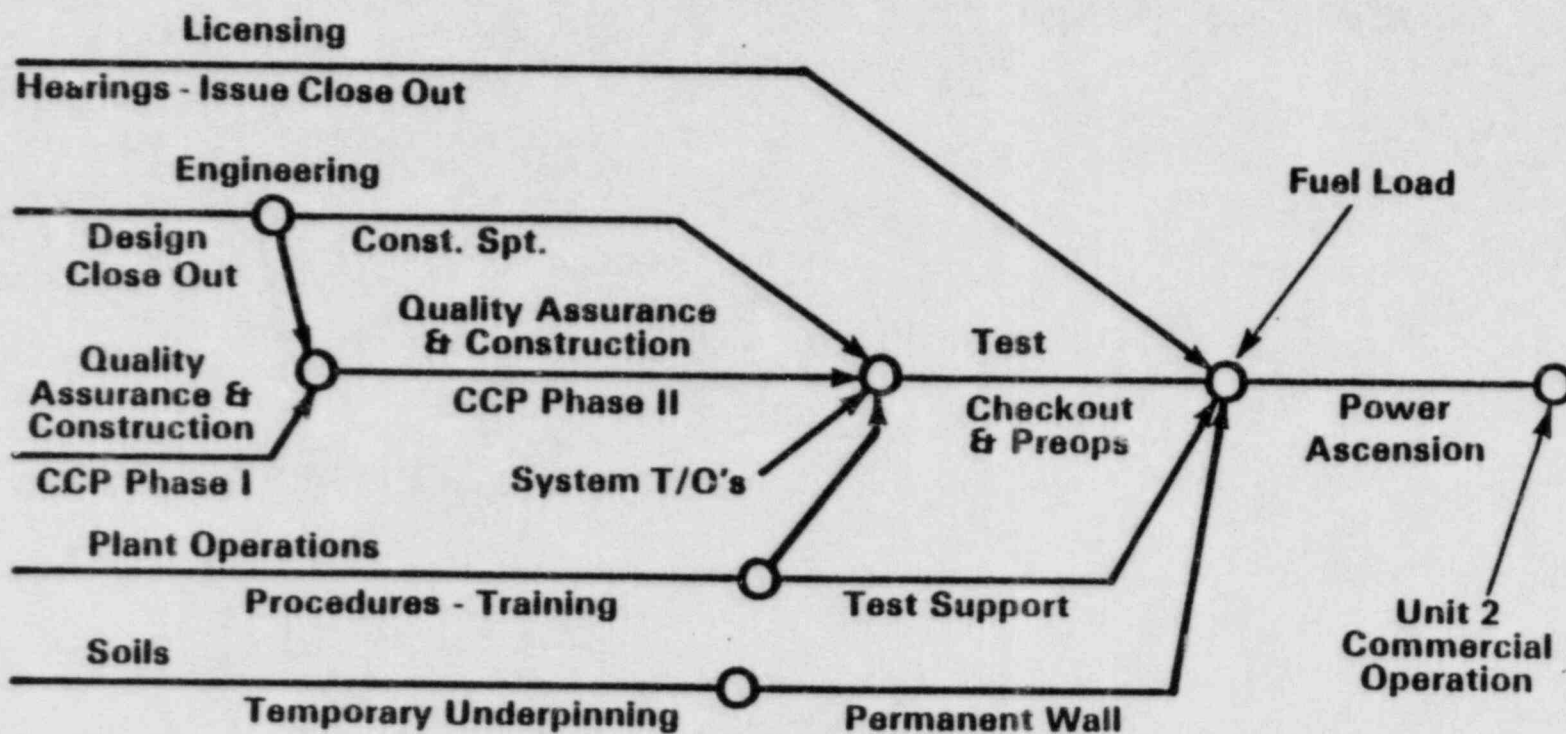 Licensing
Hearings - Issue Close Out
Engineering
Fuel Load
Design
Close Out
Const. Spt.
Quality Assurance
& Construction
Test
Quality
Assurance &
Construction
CCP Phase II
Checkout
& Preops
Power
Ascension
CCP Phase I
System T/O's
Plant Operations
Procedures - Training
Test Support
Unit 2
Commercial
Operation
Soils
Temporary Underpinning
Permanent Wall